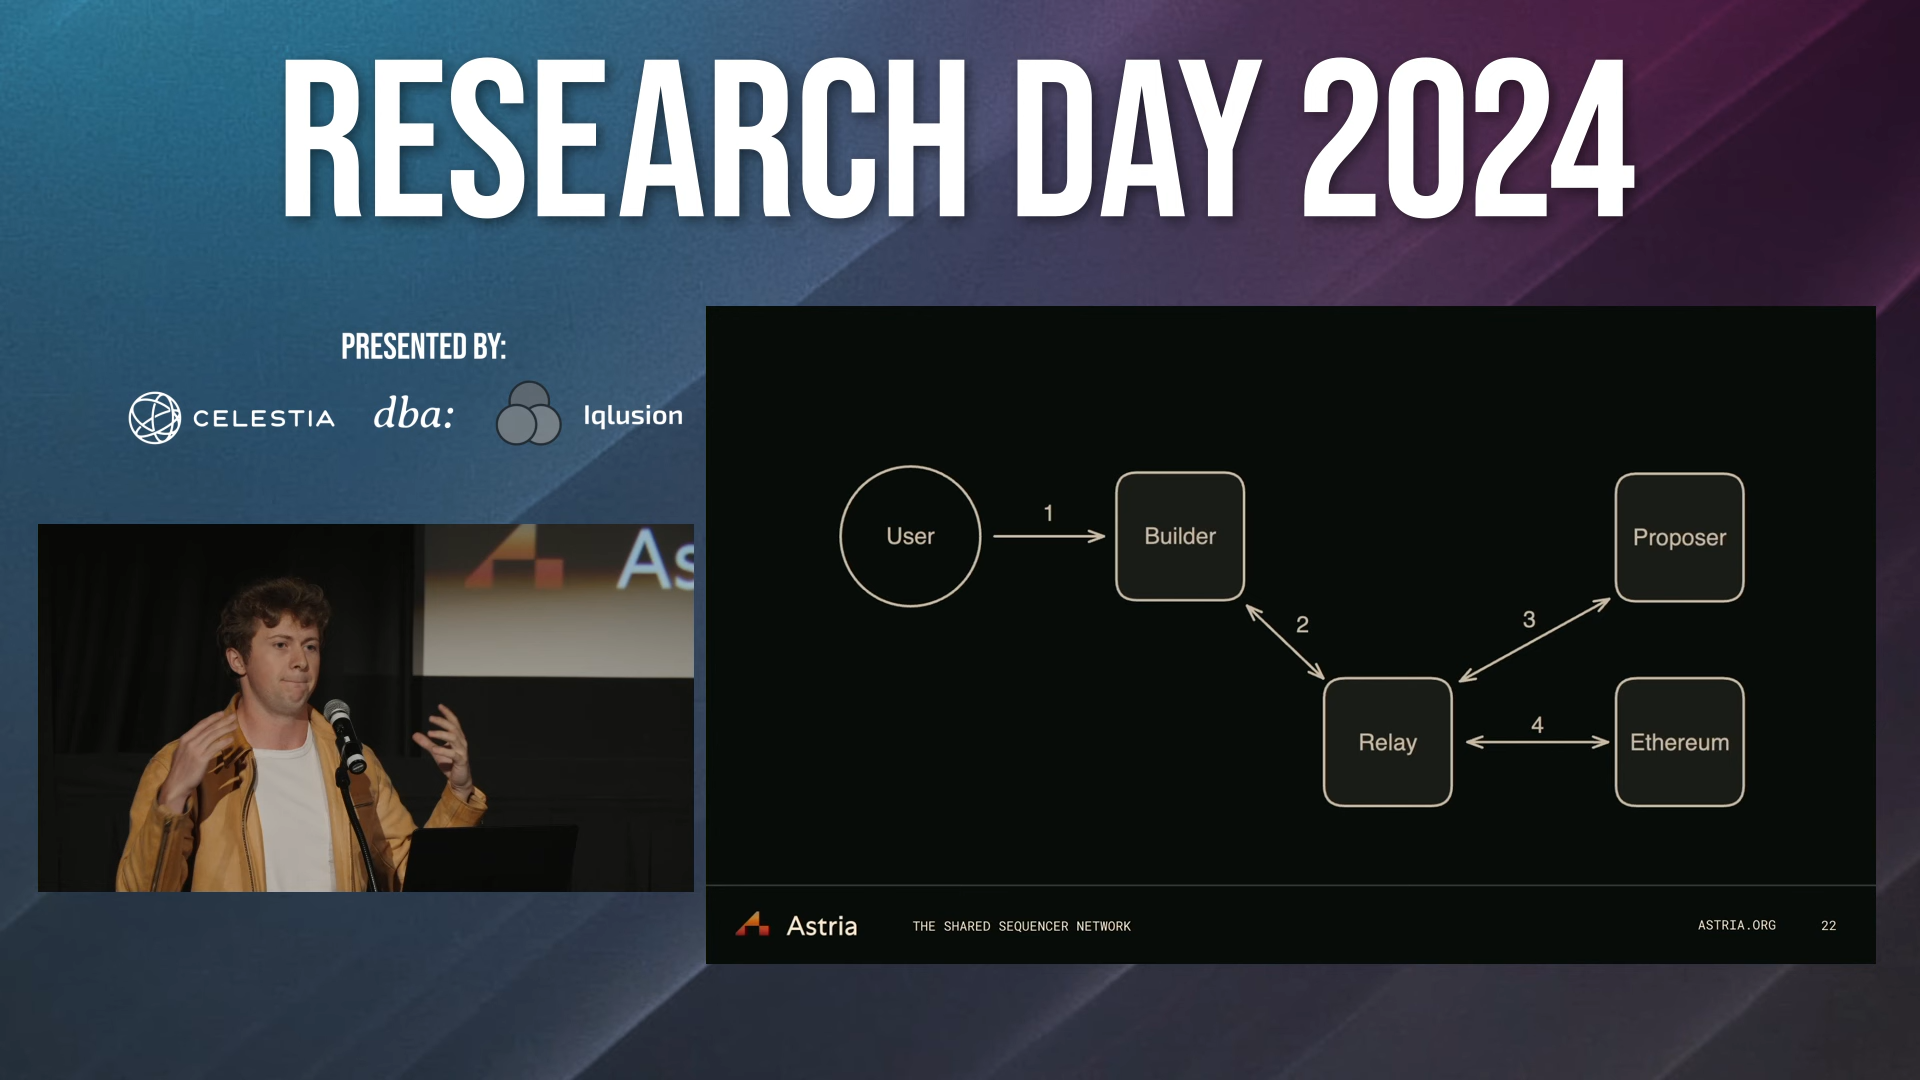 RESEARCH DAY 2024
PRESENTED BY:
CELESTIA
dba:
Iqlusion
As
User
1
Builder
2
Relay
3
Proposer
4
Ethereum
Astria
THE SHARED SEQUENCER NETWORK
ASTRIA.ORG
22